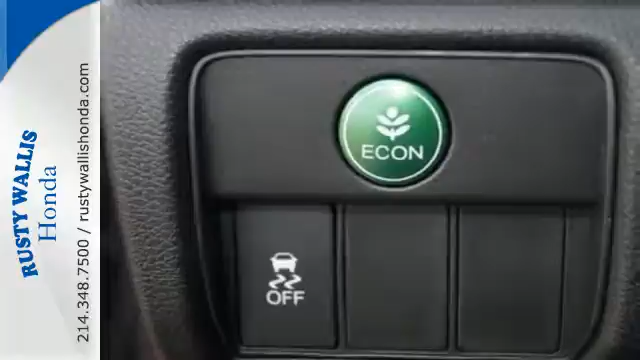 RUSTY WALLIS
Honda
214.348.7500 / rustywallishonda.com
ECON
OFF